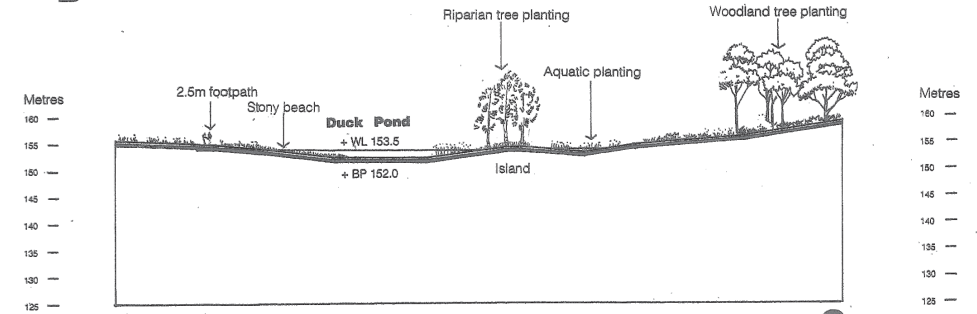 Riparian tree planting
Woodland tree planting
Aquatic planting
2.5m footpath
Stony beach
Metres
Metres
Duck Pond
+ WL 153.5
+ BP 152.0
Island
160
155
150
145
140
135
130
125
160
155
150
145
140
135
130
125